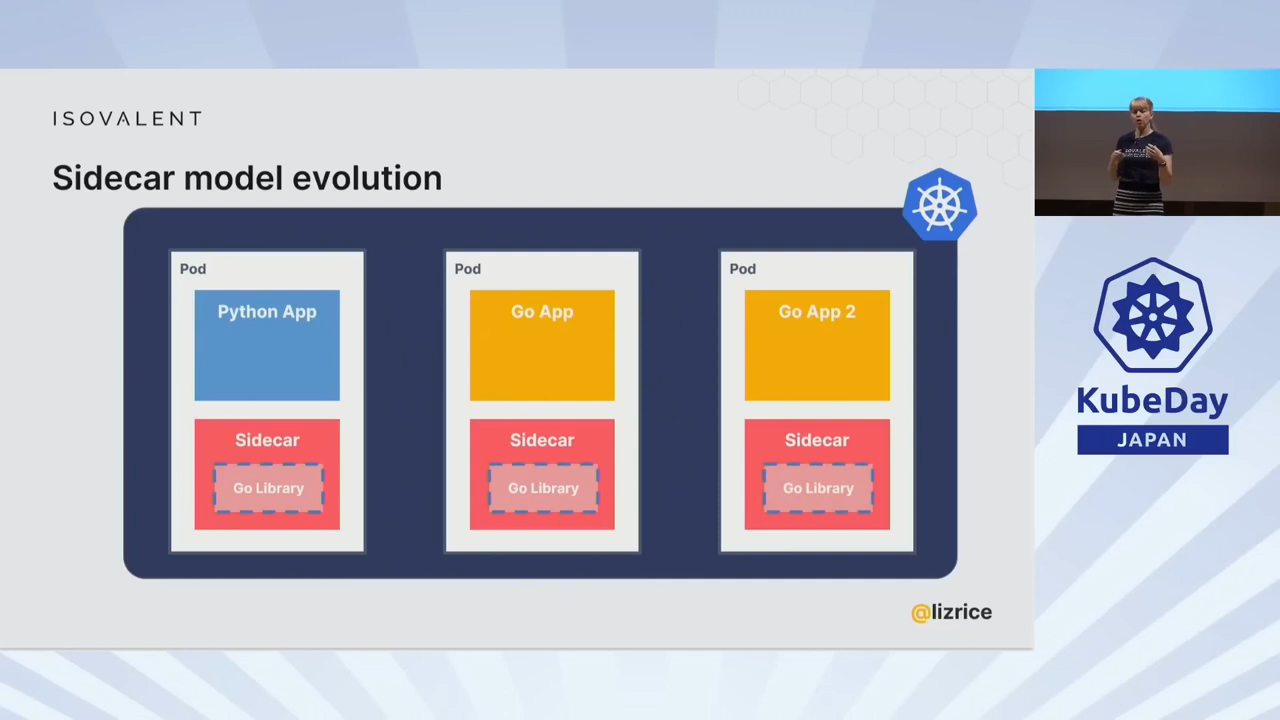 ISOVALENT
Sidecar model evolution
Pod
Python App
Sidecar
Go Library
Pod
Go App
Sidecar
Go Library
Pod
Go App 2
Sidecar
Go Library
@lizrice
KubeDay
JAPAN